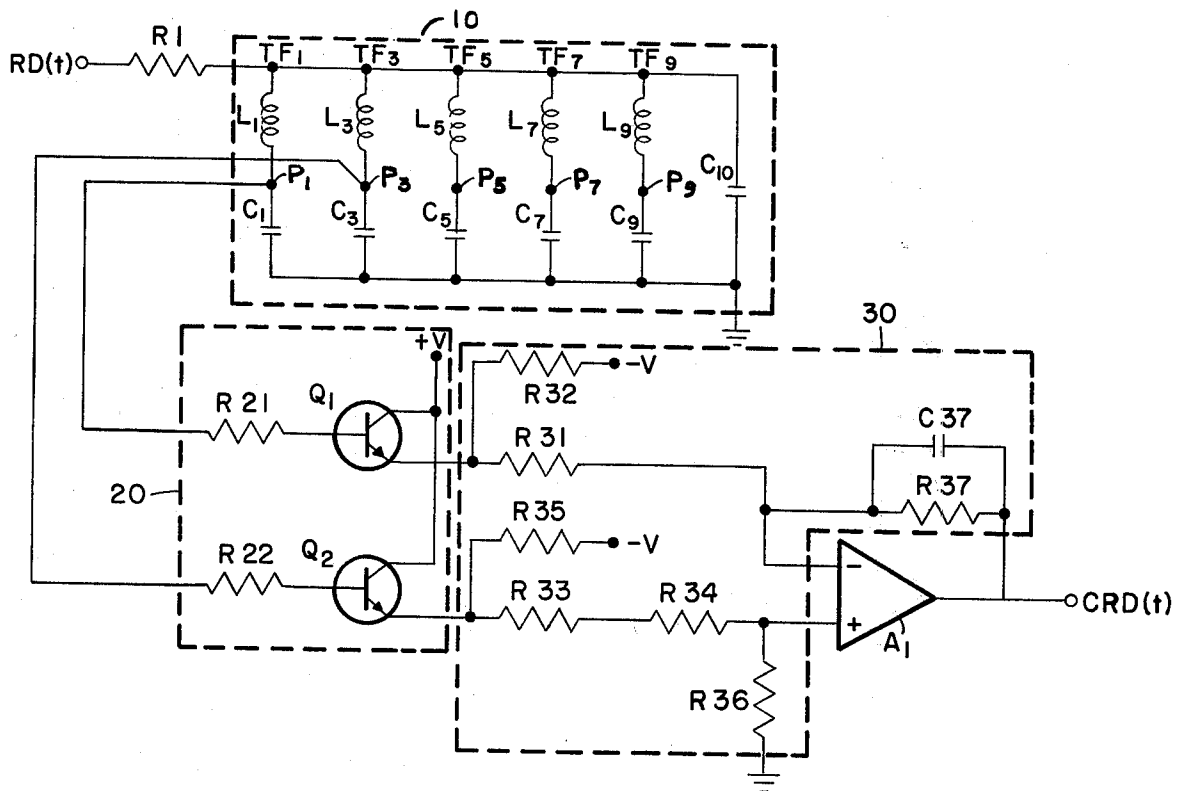 10
R1
RD(t)
TF1 TF3 TF5 TF7 TF9
L1 L3 L5 L7 L9
P1 P3 P5 P7 P9 C10
C1 C3 C5 C7 C9
30
+V
-V
R32
Q1
R21
R31
C37
R37
20
R35
-V
Q2
R22
R33 R34
-
+
A1
CRD(t)
R36